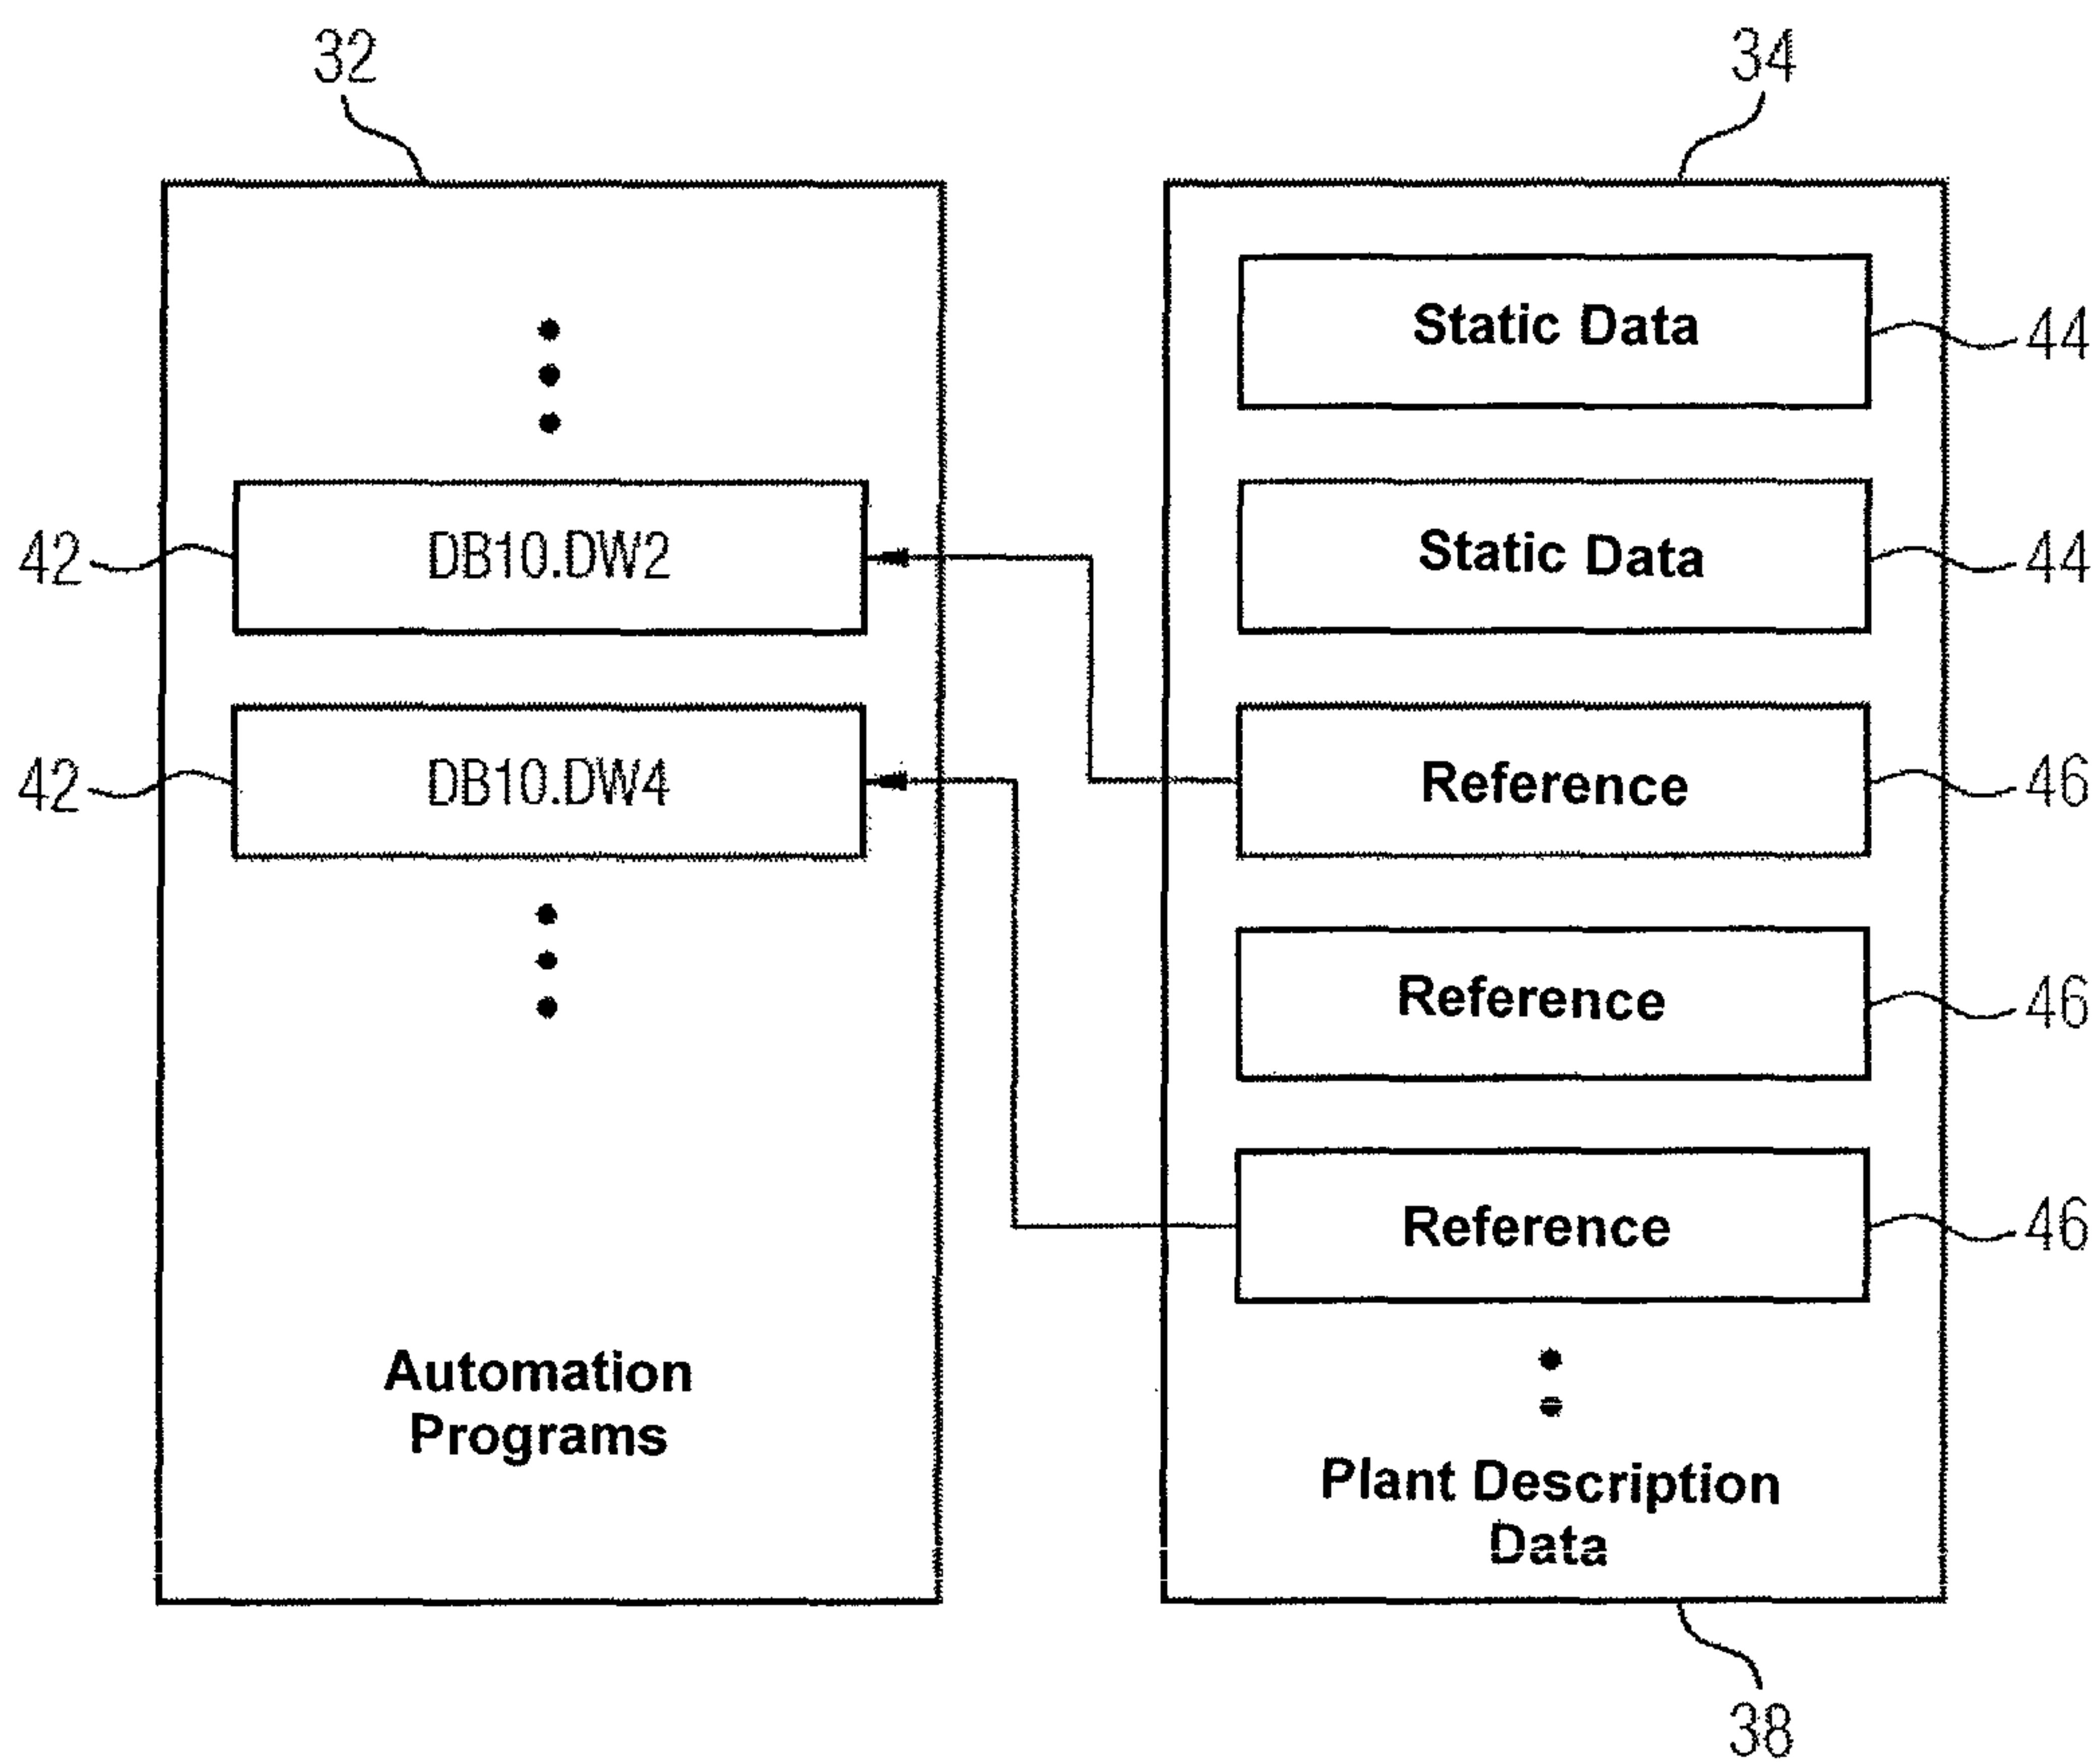 32
34
Static Data
44
42
DB10.DW2
Static Data
44
42
DB10.DW4
Reference
46
Reference
46
Reference
46
Automation
Programs
Plant Description
Data
38